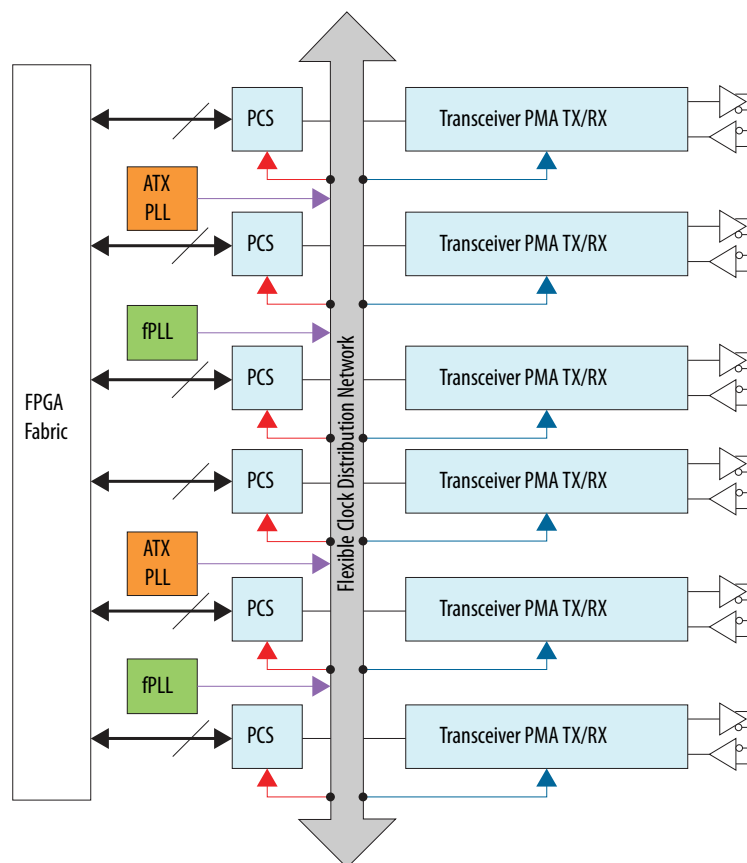 PCS
Transceiver PMA TX/RX
ATX
PLL
PCS
Transceiver PMA TX/RX
fPLL
PCS
Transceiver PMA TX/RX
FPGA
Fabric
Flexible Clock Distribution Network
PCS
Transceiver PMA TX/RX
ATX
PLL
PCS
Transceiver PMA TX/RX
fPLL
PCS
Transceiver PMA TX/RX